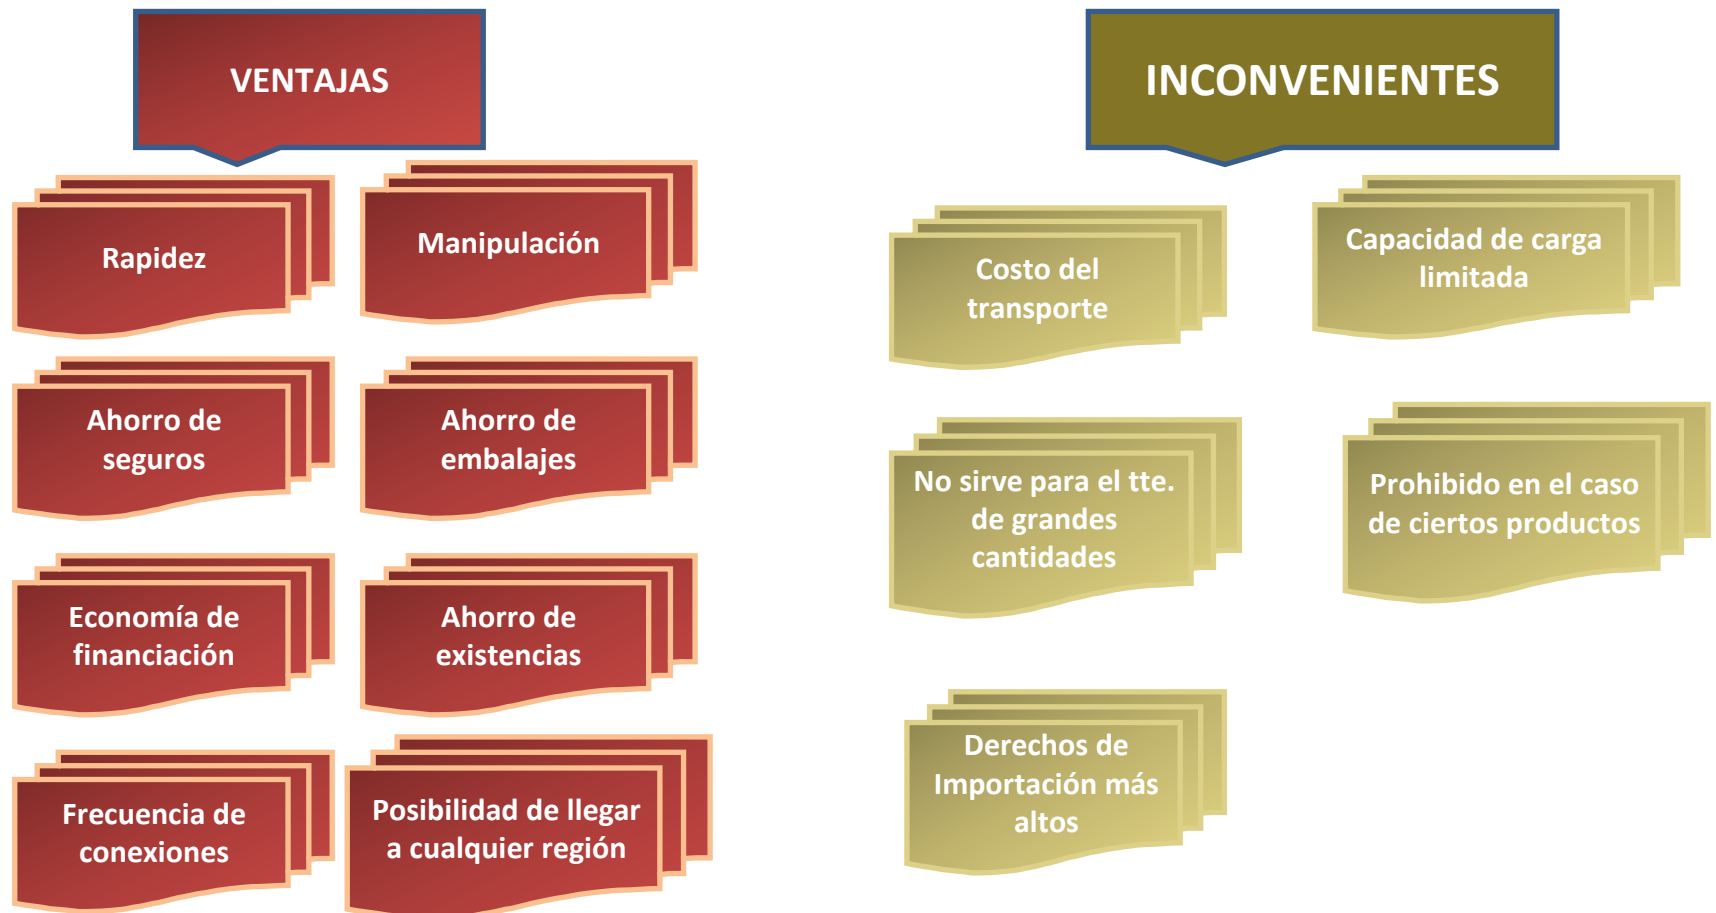 VENTAJAS
Rapidez
Manipulación
Ahorro de
seguros
Ahorro de
embalajes
Economía de
financiación
Ahorro de
existencias
Frecuencia de
conexiones
Posibilidad de llegar
a cualquier región
INCONVENIENTES
Costo del
transporte
Capacidad de carga
limitada
No sirve para el tte.
de grandes
cantidades
Prohibido en el caso
de ciertos productos
Derechos de
Importación más
altos